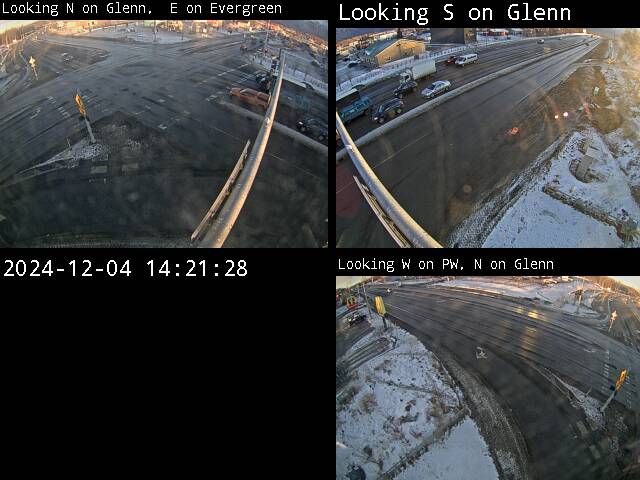 Looking N on Glenn,  E on Evergreen
Looking S on Glenn
2024-12-04 14:21:28
Looking W on PW, N on Glenn